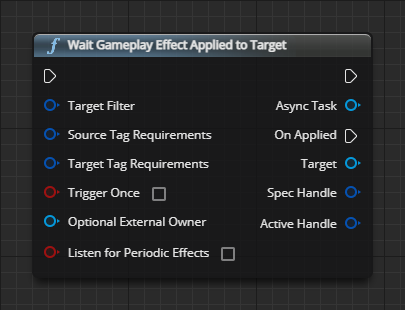 f Wait Gameplay Effect Applied to Target
Target Filter Async Task
Source Tag Requirements On Applied
Target Tag Requirements Target
Trigger Once Spec Handle
Optional External Owner Active Handle
Listen for Periodic Effects